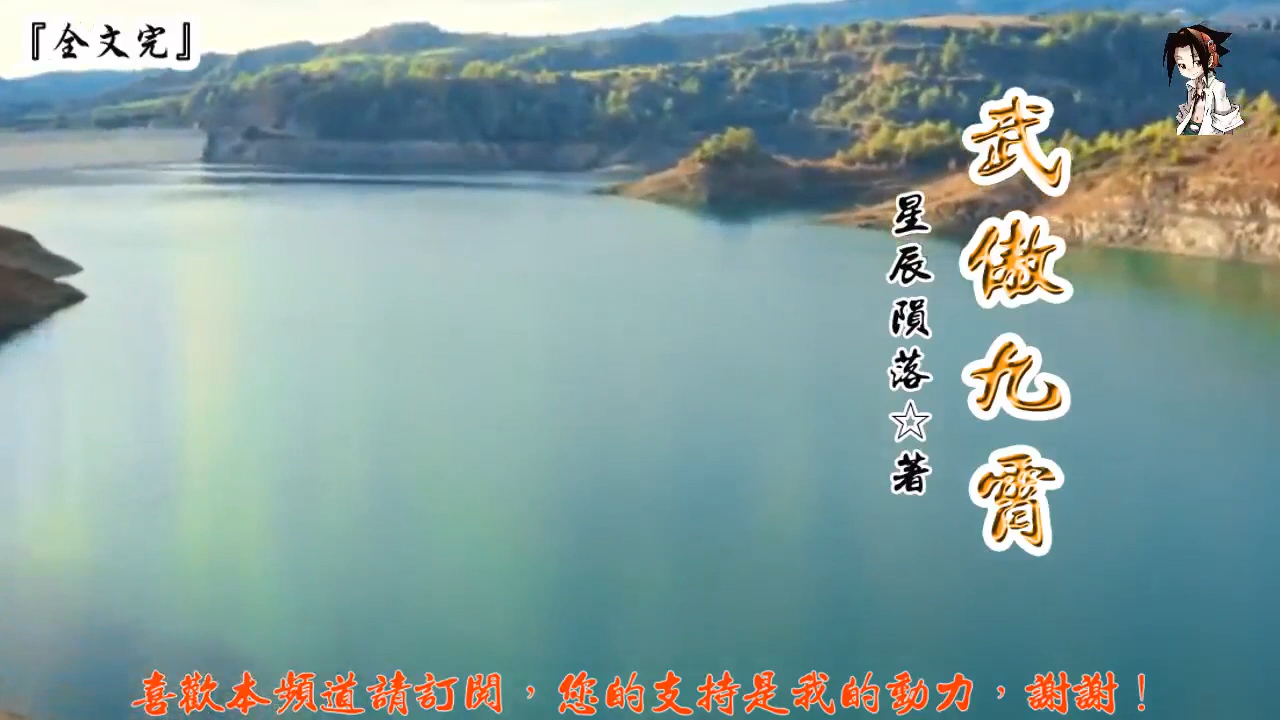 『全文完』
武傲九霄
星辰隕落☆著
喜歡本頻道請訂閱，您的支持是我的動力，謝謝！